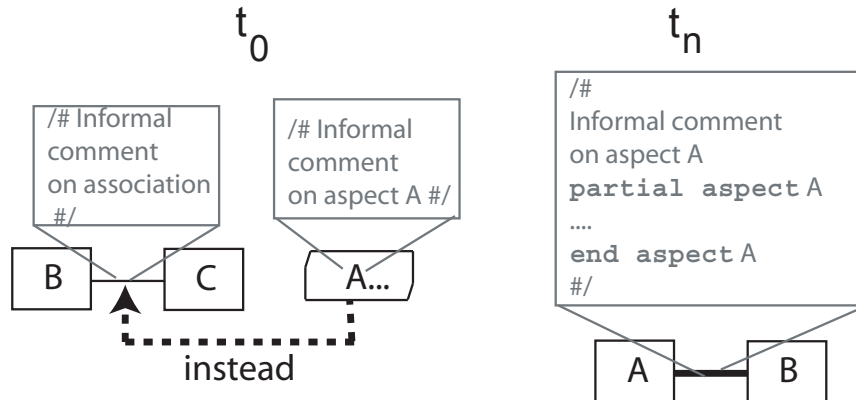 t0
/# Informal
comment
on association
#/
B
C
/# Informal
comment
on aspect A #/
A...
instead
tn
/#
Informal comment
on aspect A
partial aspect A
....
end aspect A
#/
A
B